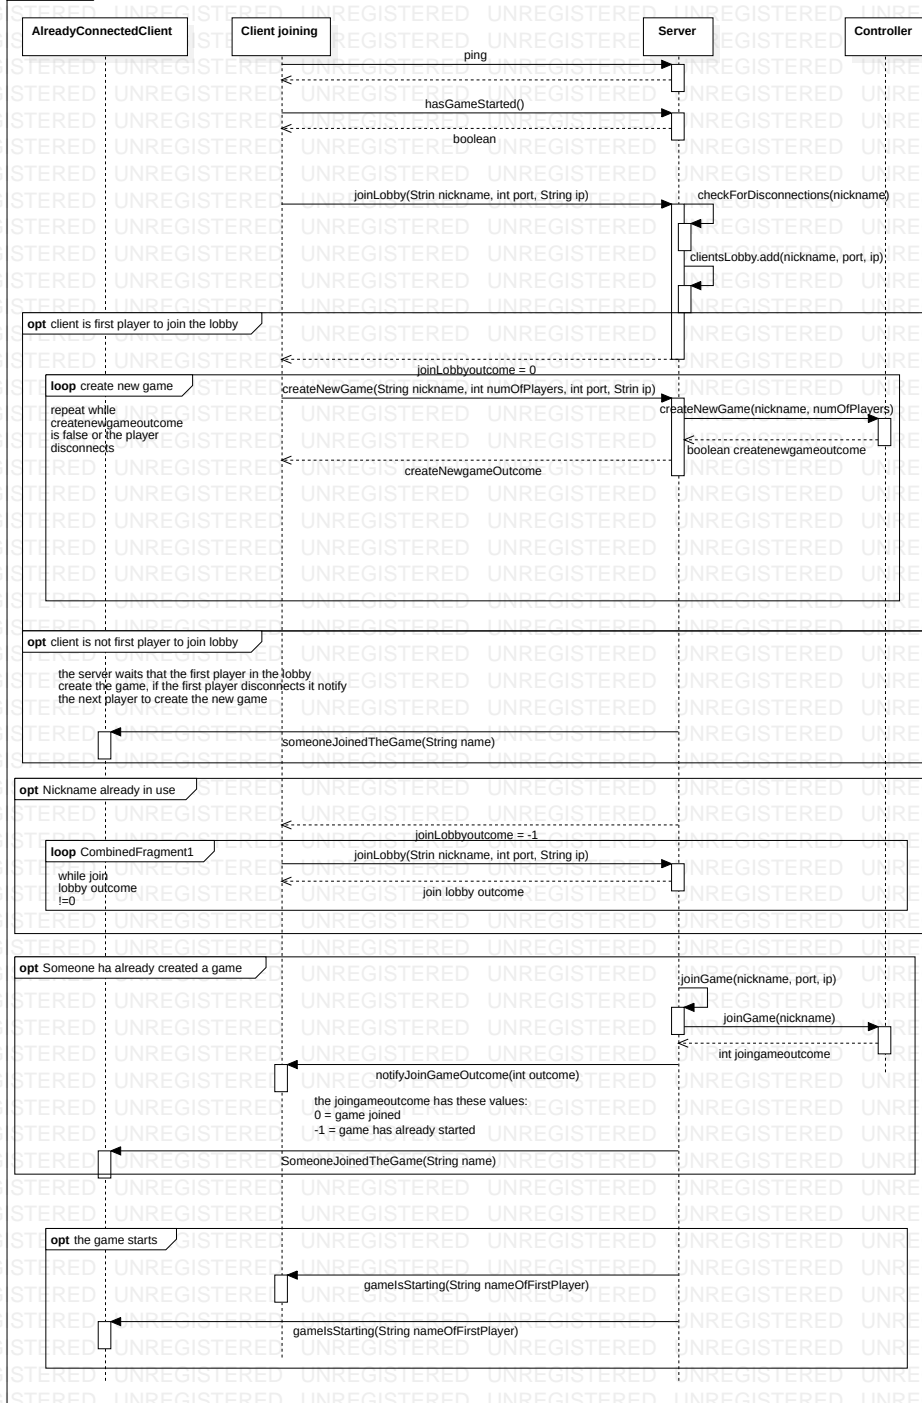 AlreadyConnectedClient
Client joining
Server
Controller
ping
hasGameStarted()
boolean
joinLobby(Strin nickname, int port, String ip)
checkForDisconnections(nickname)
clientsLobby.add(nickname, port, ip)
opt client is first player to join the lobby
joinLobbyoutcome = 0
loop create new game
createNewGame(String nickname, int numOfPlayers, int port, Strin ip)
repeat while
createnewgameoutcome
is false or the player
disconnects
createNewGame(nickname, numOfPlayers)
boolean createnewgameoutcome
createNewgameOutcome
opt client is not first player to join lobby
the server waits that the first player in the lobby
create the game, if the first player disconnects it notify
the next player to create the new game
someoneJoinedTheGame(String name)
opt Nickname already in use
joinLobbyoutcome = -1
loop CombinedFragment1
joinLobby(Strin nickname, int port, String ip)
while join
lobby outcome
!=0
join lobby outcome
opt Someone ha already created a game
joinGame(nickname, port, ip)
joinGame(nickname)
int joingameoutcome
notifyJoinGameOutcome(int outcome)
the joingameoutcome has these values:
0 = game joined
-1 = game has already started
SomeoneJoinedTheGame(String name)
opt the game starts
gameIsStarting(String nameOfFirstPlayer)
gameIsStarting(String nameOfFirstPlayer)
UNREGISTERED